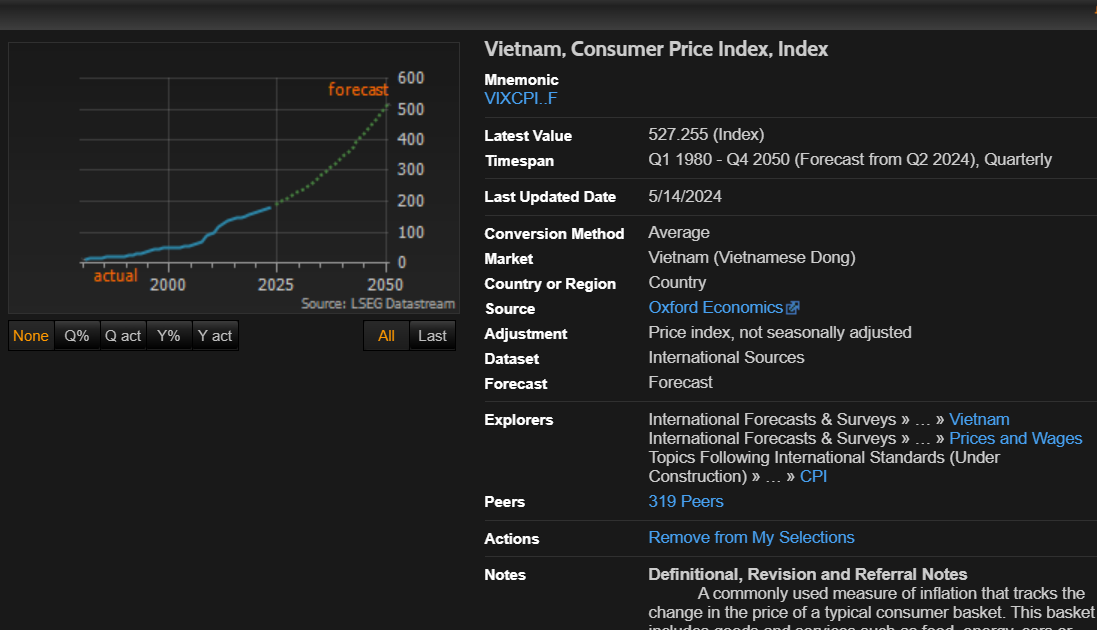 Vietnam, Consumer Price Index, Index
Mnemonic
VIXCPI..F
Latest Value 527.255 (Index)
Timespan Q1 1980 - Q4 2050 (Forecast from Q2 2024), Quarterly
Last Updated Date 5/14/2024
Conversion Method Average
Market Vietnam (Vietnamese Dong)
Country or Region Country
Source Oxford Economics
Adjustment Price index, not seasonally adjusted
Dataset International Sources
Forecast Forecast
Explorers International Forecasts & Surveys » ... » Vietnam
International Forecasts & Surveys » ... » Prices and Wages
Topics Following International Standards (Under
Construction) » ... » CPI
Peers 319 Peers
Actions Remove from My Selections
Notes Definitional, Revision and Referral Notes
A commonly used measure of inflation that tracks the
change in the price of a typical consumer basket. This basket
600
forecast
500
400
300
200
100
0
actual
2000 2025 2050
Source: LSEG Datastream
None Q% Q act Y% Y act All Last